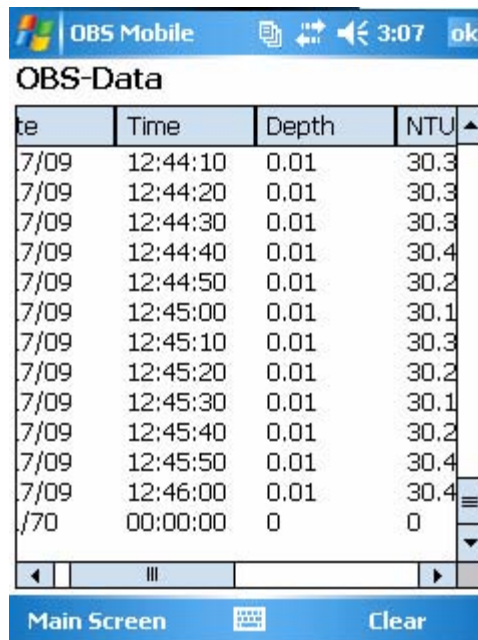 OBS Mobile 3:07 ok
OBS-Data
te Time Depth NTU
.7/09 12:44:10 0.01 30.3
.7/09 12:44:20 0.01 30.3
.7/09 12:44:30 0.01 30.3
.7/09 12:44:40 0.01 30.4
.7/09 12:44:50 0.01 30.2
.7/09 12:45:00 0.01 30.1
.7/09 12:45:10 0.01 30.3
.7/09 12:45:20 0.01 30.2
.7/09 12:45:30 0.01 30.1
.7/09 12:45:40 0.01 30.2
.7/09 12:45:50 0.01 30.4
.7/09 12:46:00 0.01 30.4
./70 00:00:00 0 0
Main Screen Clear